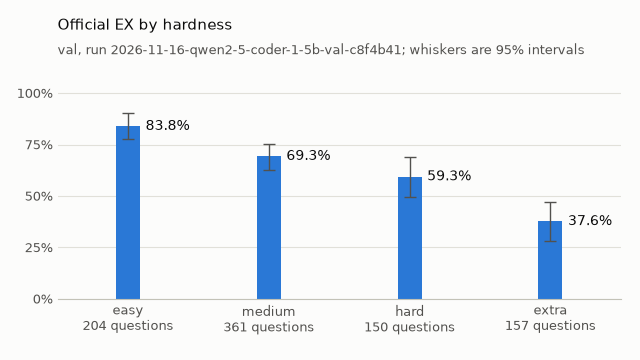 Official EX by hardness
val, run 2026-11-16-qwen2-5-coder-1-5b-val-c8f4b41; whiskers are 95% intervals
100%
75%
50%
25%
0%
83.8%
69.3%
59.3%
37.6%
easy
204 questions
medium
361 questions
hard
150 questions
extra
157 questions